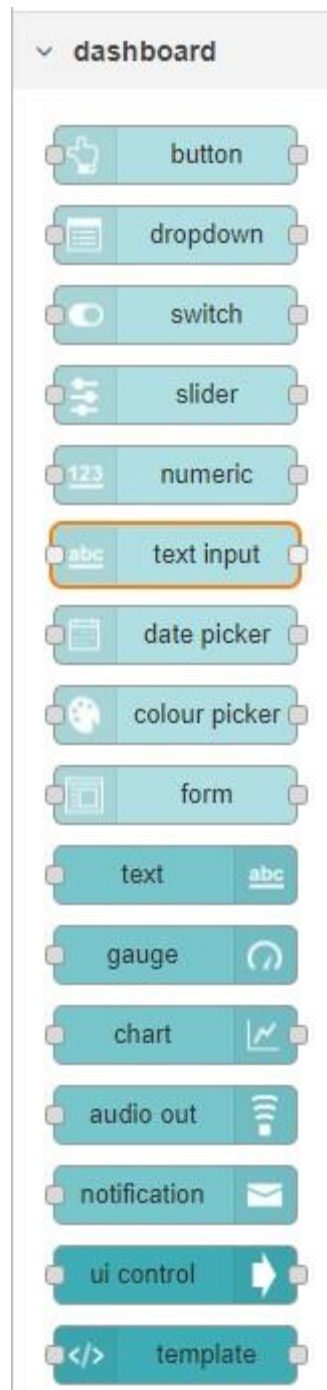 dashboard
button
dropdown
switch
slider
123 numeric
abc text input
date picker
colour picker
form
text abc
gauge
chart
audio out
notification
ui control
</> template